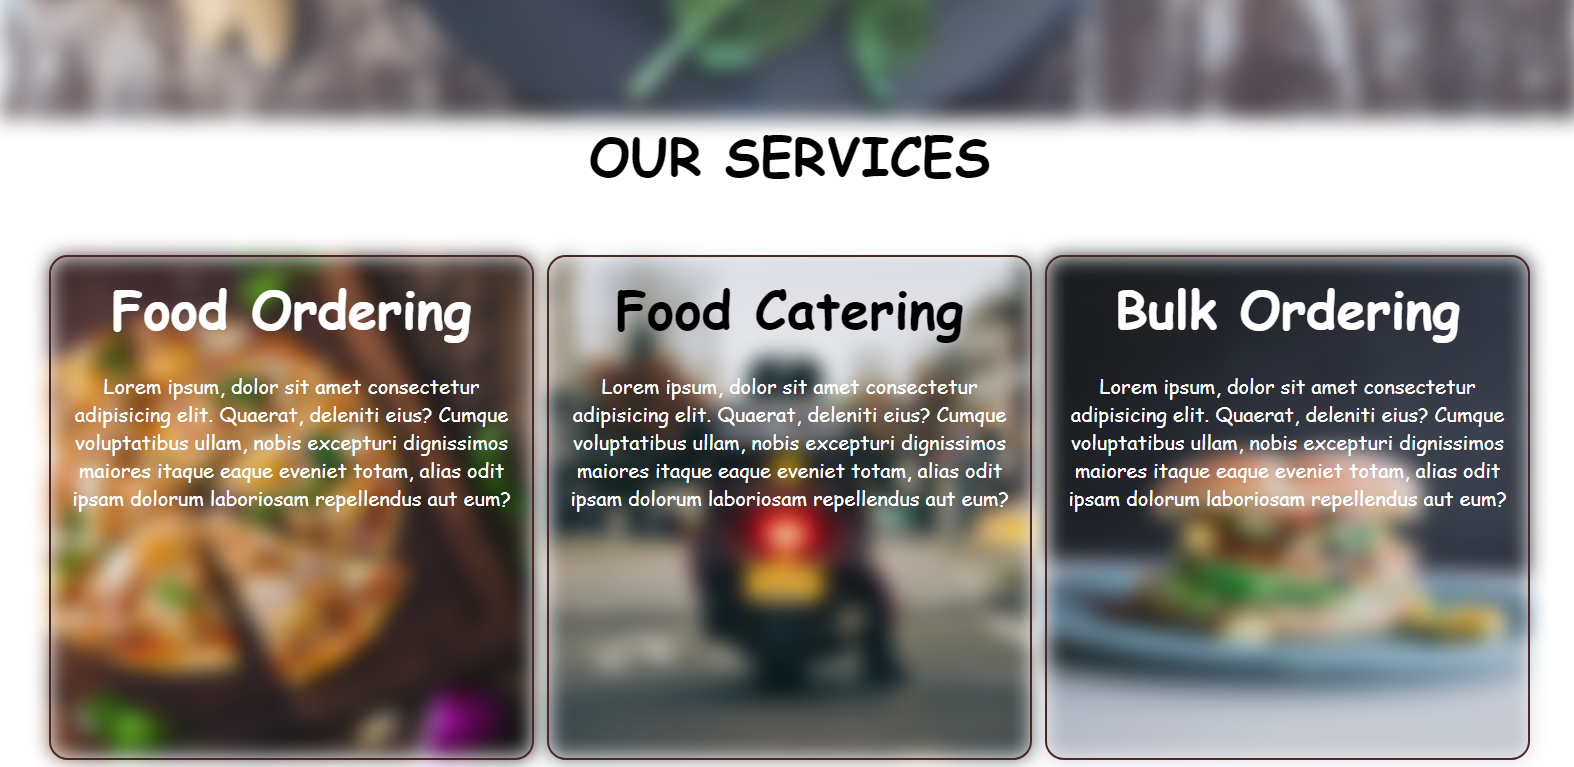 OUR SERVICES
Food Ordering
Lorem ipsum, dolor sit amet consectetur
adipisicing elit. Quaerat, deleniti eius? Cumque
voluptatibus ullam, nobis excepturi dignissimos
maiores itaque eaque eveniet totam, alias odit
ipsam dolorum laboriosam repellendus aut eum?
Food Catering
Lorem ipsum, dolor sit amet consectetur
adipisicing elit. Quaerat, deleniti eius? Cumque
voluptatibus ullam, nobis excepturi dignissimos
maiores itaque eaque eveniet totam, alias odit
ipsam dolorum laboriosam repellendus aut eum?
Bulk Ordering
Lorem ipsum, dolor sit amet consectetur
adipisicing elit. Quaerat, deleniti eius? Cumque
voluptatibus ullam, nobis excepturi dignissimos
maiores itaque eaque eveniet totam, alias odit
ipsam dolorum laboriosam repellendus aut eum?